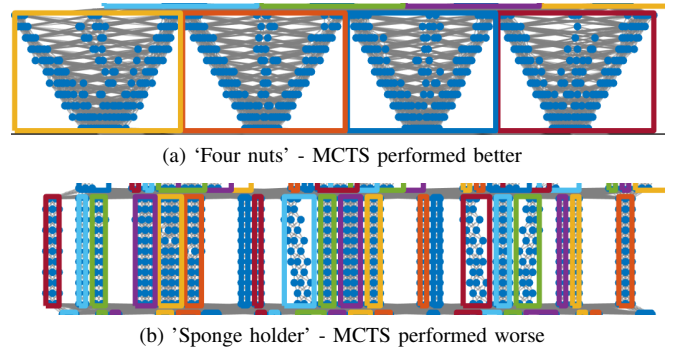 (a) 'Four nuts' - MCTS performed better
(b) 'Sponge holder' - MCTS performed worse